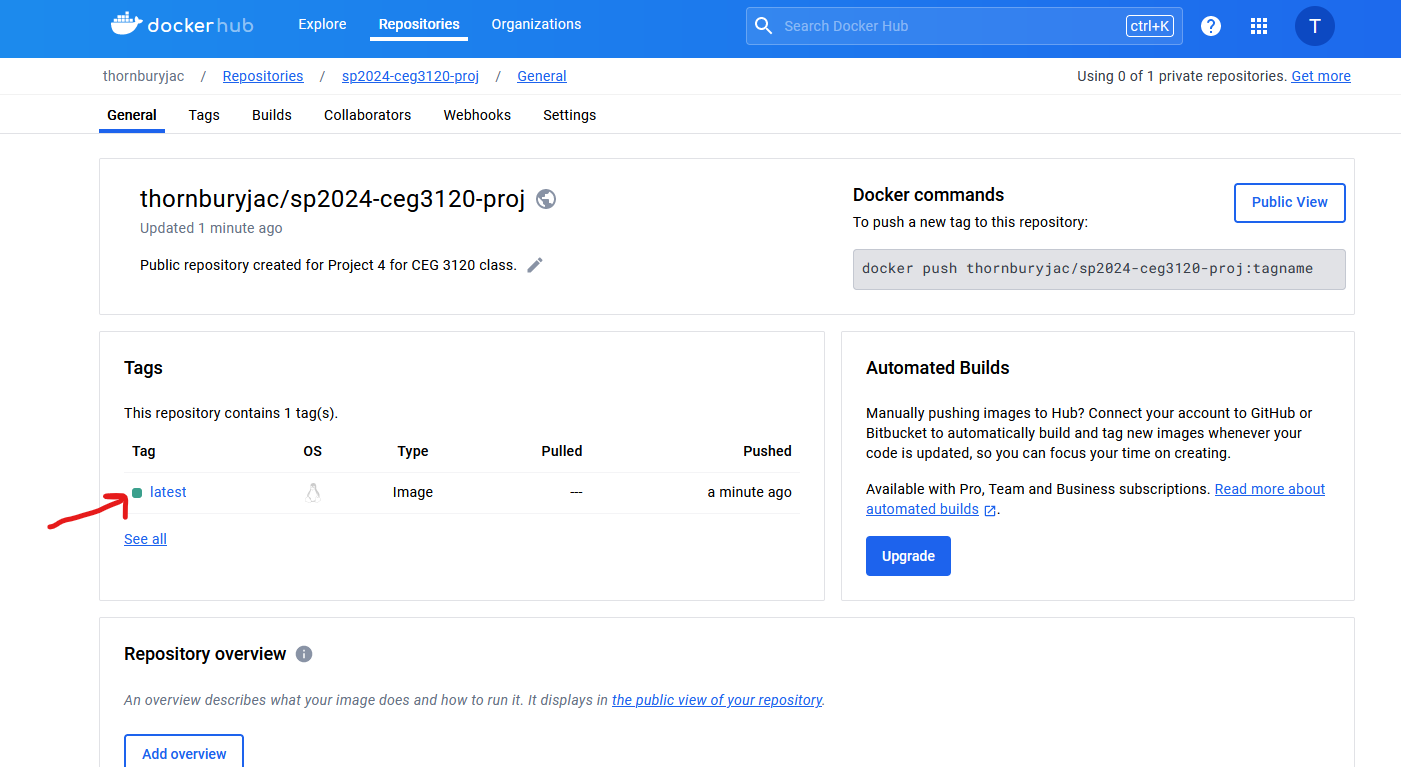 dockerhub Explore Repositories Organizations Search Docker Hub ctrl+K ? T
thornburyjac / Repositories / sp2024-ceg3120-proj / General Using 0 of 1 private repositories. Get more
General Tags Builds Collaborators Webhooks Settings
thornburyjac/sp2024-ceg3120-proj
Updated 1 minute ago
Public repository created for Project 4 for CEG 3120 class.
Docker commands
Public View
To push a new tag to this repository:
docker push thornburyjac/sp2024-ceg3120-proj:tagname
Tags
This repository contains 1 tag(s).
Tag OS Type Pulled Pushed
latest Image --- a minute ago
See all
Automated Builds
Manually pushing images to Hub? Connect your account to GitHub or
Bitbucket to automatically build and tag new images whenever your
code is updated, so you can focus your time on creating.
Available with Pro, Team and Business subscriptions. Read more about
automated builds .
Upgrade
Repository overview
An overview describes what your image does and how to run it. It displays in the public view of your repository.
Add overview